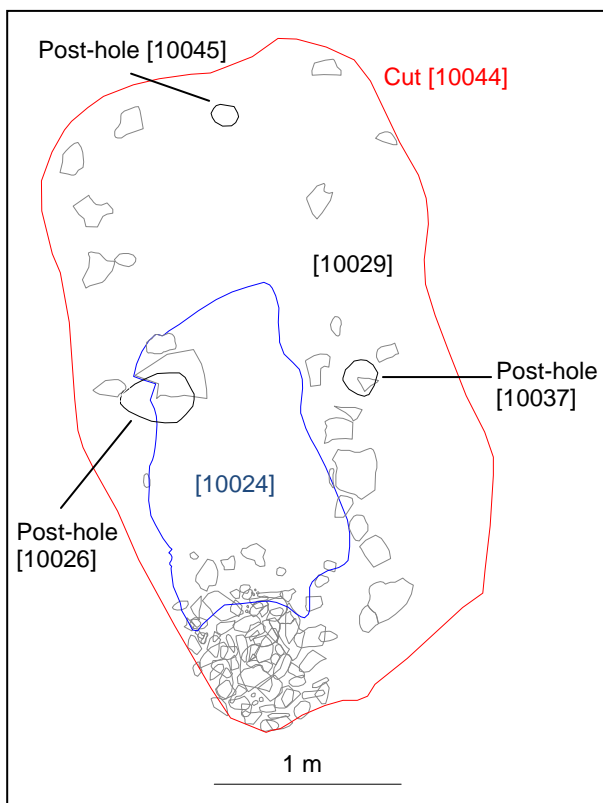 Post-hole [10045]
Cut [10044]
[10029]
Post-hole
[10037]
[10024]
Post-hole
[10026]
1 m